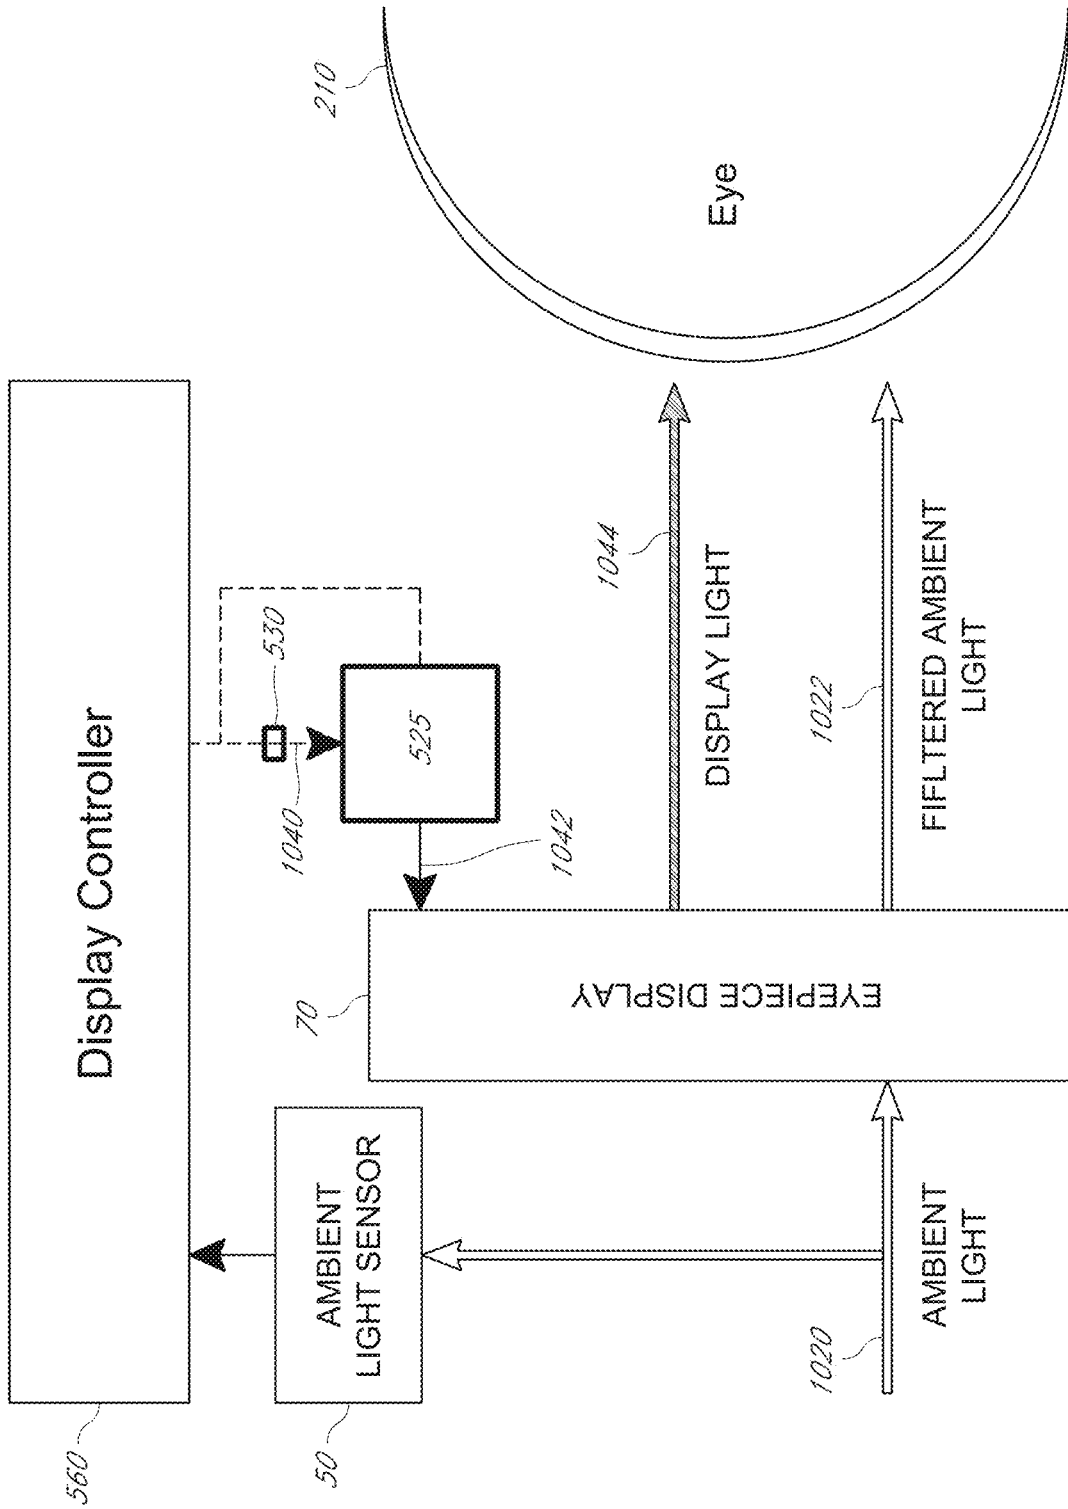 560
Display Controller
530
1040
50
AMBIENT
LIGHT SENSOR
70
525
210
1042
1044
EYEPIECE DISPLAY
DISPLAY LIGHT
Eye
1020
1022
AMBIENT
LIGHT
FIFLTERED AMBIENT
LIGHT